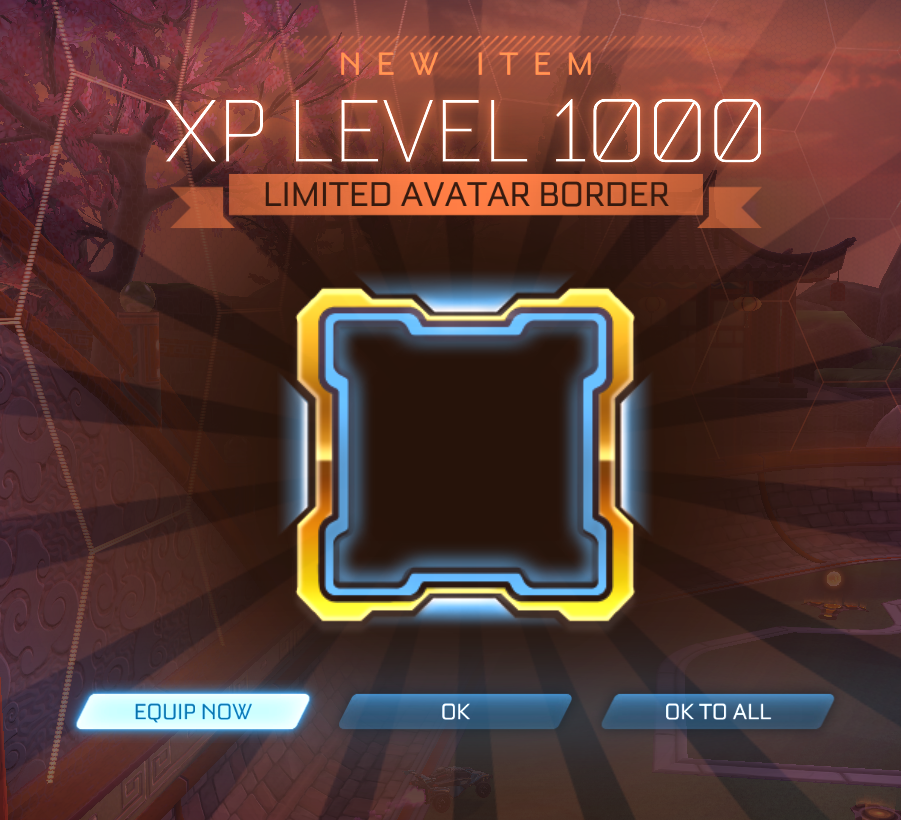 NEW ITEM
XP LEVEL 1000
LIMITED AVATAR BORDER
EQUIP NOW
OK
OK TO ALL